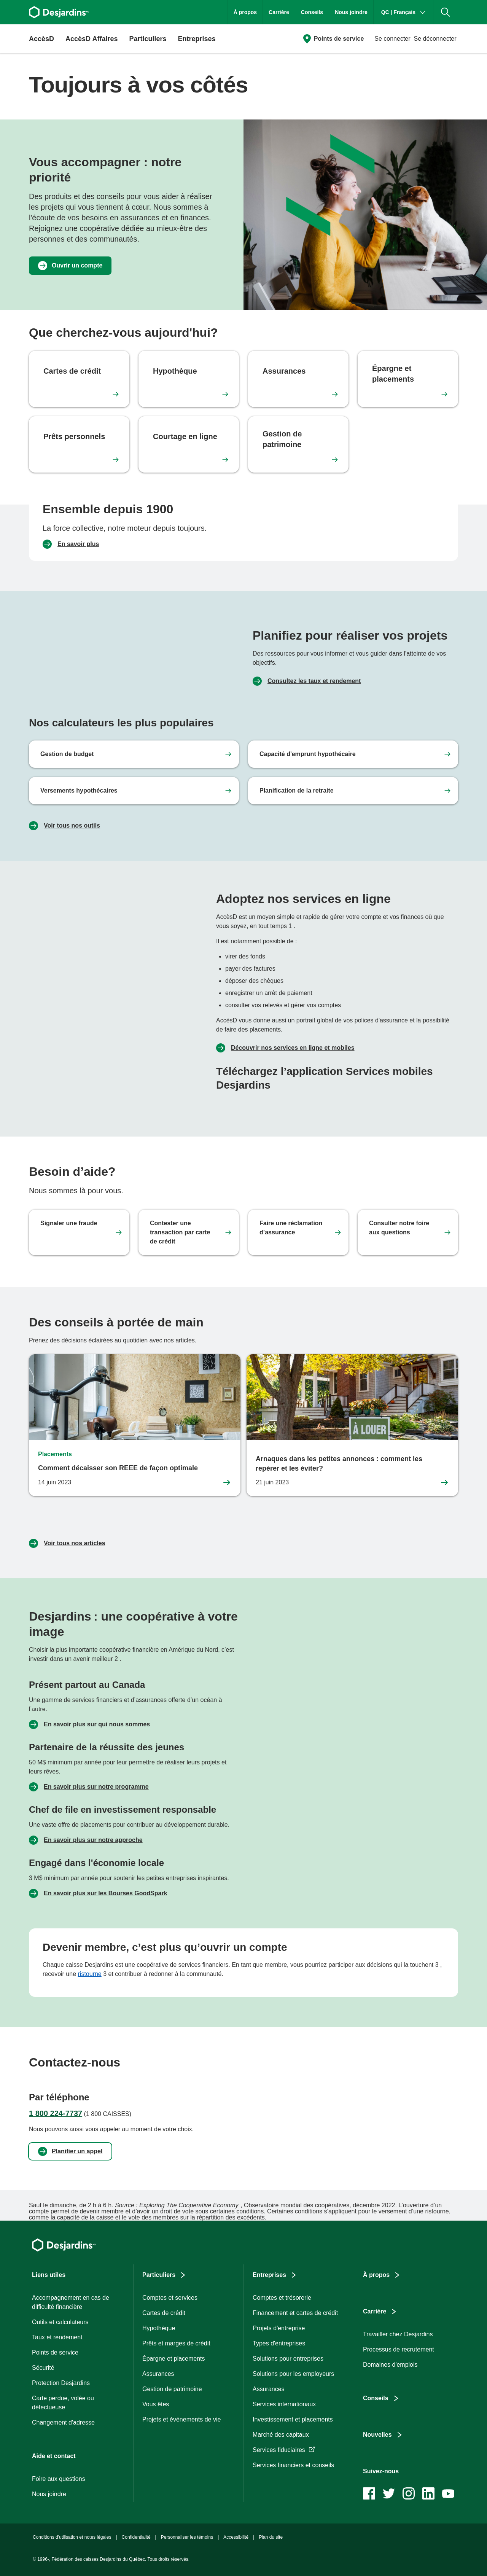 Desjardins
À propos
Carrière
Conseils
Nous joindre
QC | Français
AccèsD
AccèsD Affaires
Particuliers
Entreprises
Points de service
Se connecter
Se déconnecter
Toujours à vos côtés
Vous accompagner : notre
priorité
Des produits et des conseils pour vous aider à réaliser
les projets qui vous tiennent à cœur. Nous sommes à
l'écoute de vos besoins en assurances et en finances.
Rejoignez une coopérative dédiée au mieux-être des
personnes et des communautés.
Ouvrir un compte
Que cherchez-vous aujourd'hui?
Cartes de crédit
Hypothèque
Assurances
Épargne et
placements
Prêts personnels
Courtage en ligne
Gestion de
patrimoine
Ensemble depuis 1900
La force collective, notre moteur depuis toujours.
En savoir plus
Planifiez pour réaliser vos projets
Des ressources pour vous informer et vous guider dans l'atteinte de vos
objectifs.
Consultez les taux et rendement
Nos calculateurs les plus populaires
Gestion de budget
Capacité d'emprunt hypothécaire
Versements hypothécaires
Planification de la retraite
Voir tous nos outils
Adoptez nos services en ligne
AccèsD est un moyen simple et rapide de gérer votre compte et vos finances où que
vous soyez, en tout temps 1 .
Il est notamment possible de :
• virer des fonds
• payer des factures
• déposer des chèques
• enregistrer un arrêt de paiement
• consulter vos relevés et gérer vos comptes
AccèsD vous donne aussi un portrait global de vos polices d'assurance et la possibilité
de faire des placements.
Découvrir nos services en ligne et mobiles
Téléchargez l'application Services mobiles
Desjardins
Besoin d'aide?
Nous sommes là pour vous.
Signaler une fraude
Contester une
transaction par carte
de crédit
Faire une réclamation
d'assurance
Consulter notre foire
aux questions
Des conseils à portée de main
Prenez des décisions éclairées au quotidien avec nos articles.
À LOUER
Placements
Comment décaisser son REEE de façon optimale
14 juin 2023
Arnaques dans les petites annonces : comment les
repérer et les éviter?
21 juin 2023
Voir tous nos articles
Desjardins : une coopérative à votre
image
Choisir la plus importante coopérative financière en Amérique du Nord, c'est
investir dans un avenir meilleur 2 .
Présent partout au Canada
Une gamme de services financiers et d'assurances offerte d'un océan à
l'autre.
En savoir plus sur qui nous sommes
Partenaire de la réussite des jeunes
50 M$ minimum par année pour leur permettre de réaliser leurs projets et
leurs rêves.
En savoir plus sur notre programme
Chef de file en investissement responsable
Une vaste offre de placements pour contribuer au développement durable.
En savoir plus sur notre approche
Engagé dans l'économie locale
3 M$ minimum par année pour soutenir les petites entreprises inspirantes.
En savoir plus sur les Bourses GoodSpark
Devenir membre, c'est plus qu'ouvrir un compte
Chaque caisse Desjardins est une coopérative de services financiers. En tant que membre, vous pourriez participer aux décisions qui la touchent 3 ,
recevoir une ristourne 3 et contribuer à redonner à la communauté.
Contactez-nous
Par téléphone
1 800 224-7737 (1 800 CAISSES)
Nous pouvons aussi vous appeler au moment de votre choix.
Planifier un appel
Sauf le dimanche, de 2 h à 6 h. Source : Exploring The Cooperative Economy , Observatoire mondial des coopératives, décembre 2022. L'ouverture d'un
compte permet de devenir membre et d'avoir un droit de vote sous certaines conditions. Certaines conditions s'appliquent pour le versement d'une ristourne,
comme la capacité de la caisse et le vote des membres sur la répartition des excédents.
Desjardins
Liens utiles
Accompagnement en cas de
difficulté financière
Outils et calculateurs
Taux et rendement
Points de service
Sécurité
Protection Desjardins
Carte perdue, volée ou
défectueuse
Changement d'adresse
Aide et contact
Foire aux questions
Nous joindre
Particuliers
Comptes et services
Cartes de crédit
Hypothèque
Prêts et marges de crédit
Épargne et placements
Assurances
Gestion de patrimoine
Vous êtes
Projets et événements de vie
Entreprises
Comptes et trésorerie
Financement et cartes de crédit
Projets d'entreprise
Types d'entreprises
Solutions pour entreprises
Solutions pour les employeurs
Assurances
Services internationaux
Investissement et placements
Marché des capitaux
Services fiduciaires
Services financiers et conseils
À propos
Carrière
Travailler chez Desjardins
Processus de recrutement
Domaines d'emplois
Conseils
Nouvelles
Suivez-nous
Conditions d'utilisation et notes légales | Confidentialité | Personnaliser les témoins | Accessibilité | Plan du site
© 1996-, Fédération des caisses Desjardins du Québec. Tous droits réservés.